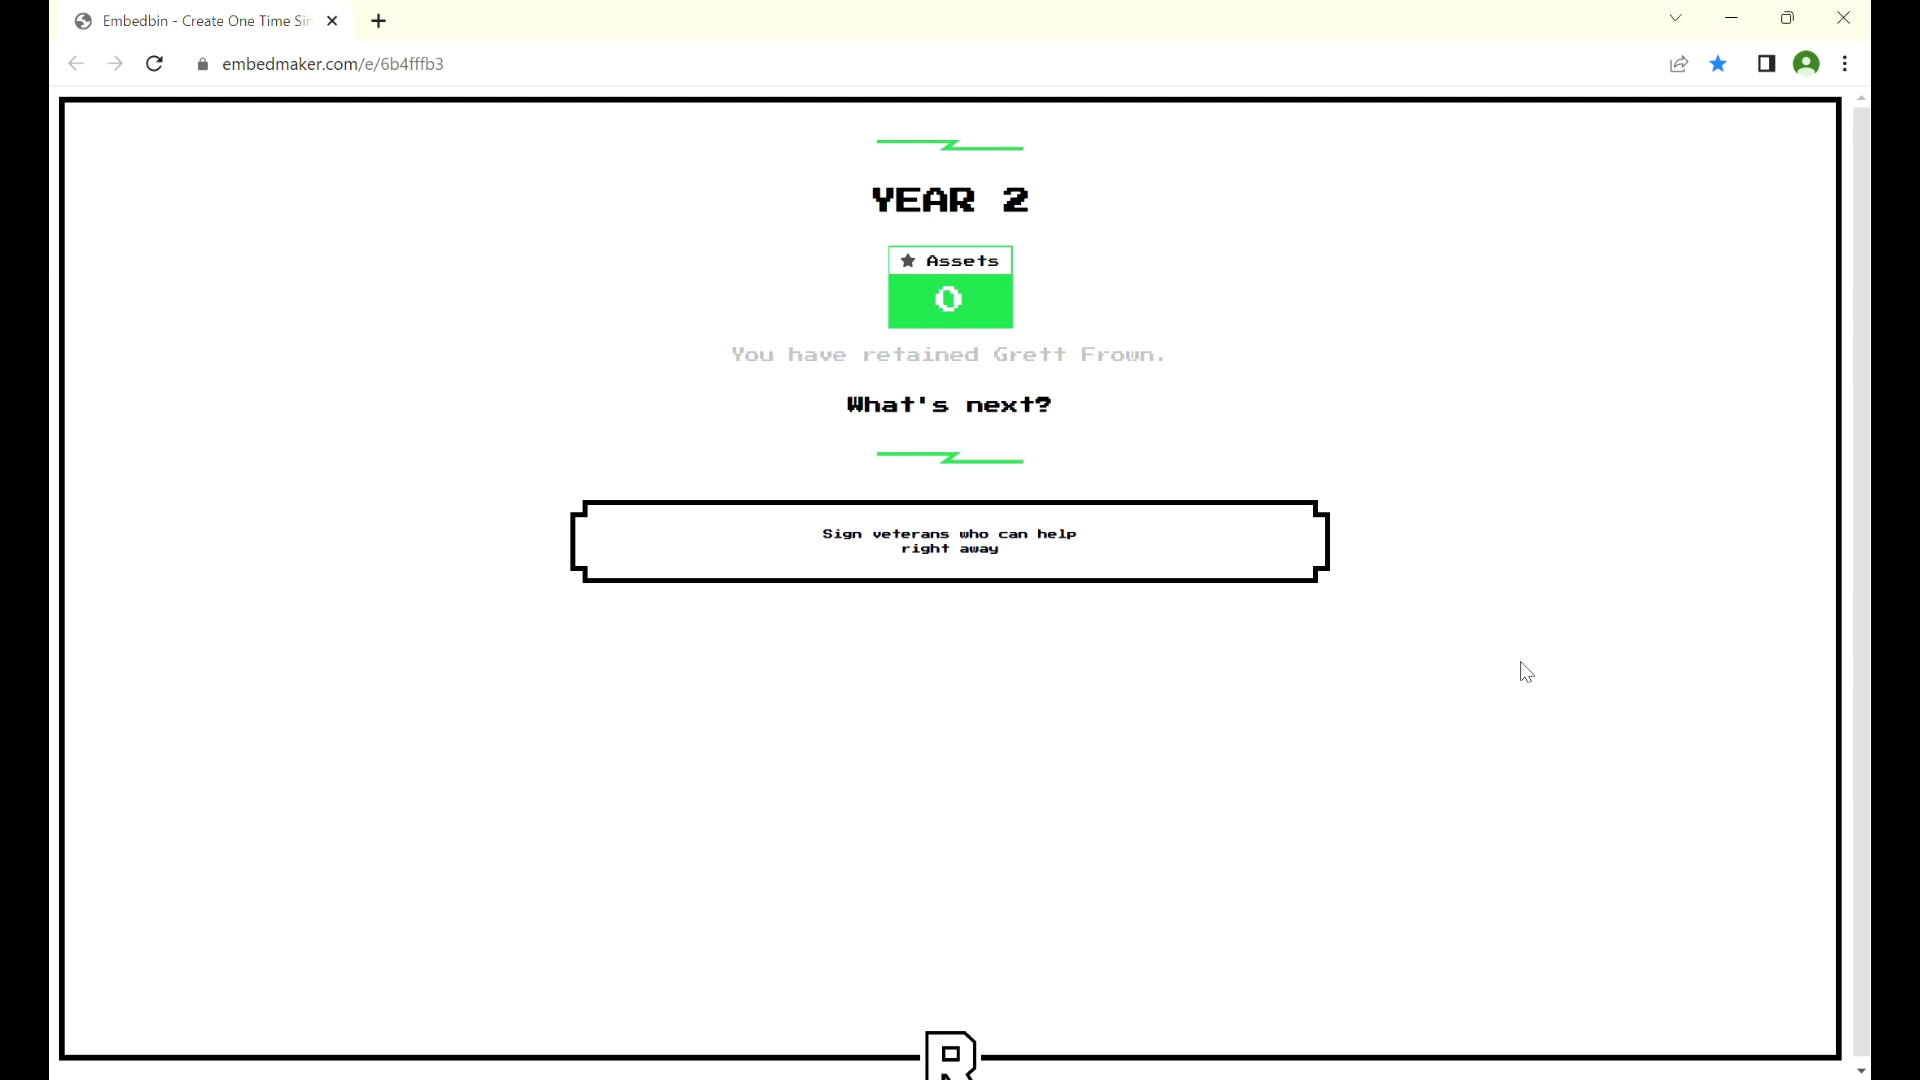 Embedbin - Create One Time Sin
embedmaker.com/e/6b4fffb3
YEAR 2
Assets
0
You have retained Grett Frown.
What's next?
Sign veterans who can help
right away
R